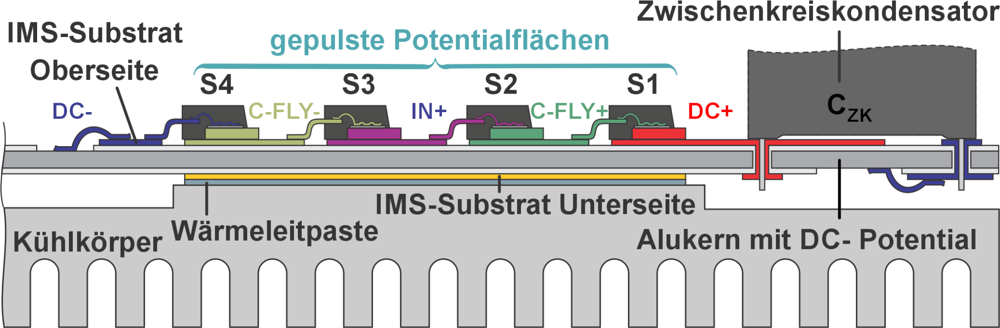 Zwischenkreiskondensator
IMS-Substrat
Oberseite
gepulste Potentialflächen
S4 S3 S2 S1
DC- C-FLY- IN+ C-FLY+ DC+
CZK
IMS-Substrat Unterseite
Wärmeleitpaste
Kühlkörper
Alukern mit DC- Potential